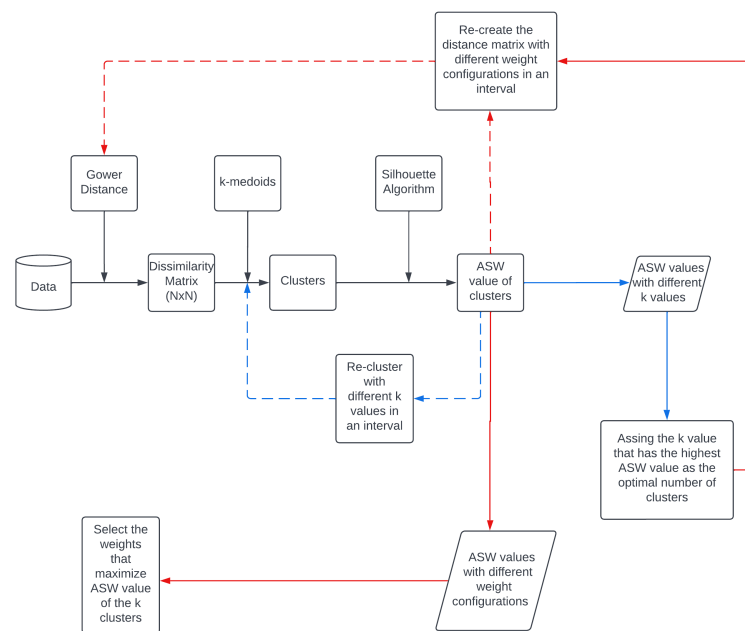 Re-create the
distance matrix with
different weight
configurations in an
interval
Gower
Distance
k-medoids
Silhouette
Algorithm
Data
Dissimilarity
Matrix
(NxN)
Clusters
ASW
value of
clusters
ASW values
with different
k values
Re-cluster
with
different k
values in
an interval
Assing the k value
that has the highest
ASW value as the
optimal number of
clusters
Select the
weights
that
maximize
ASW value
of the k
clusters
ASW values
with different
weight
configurations